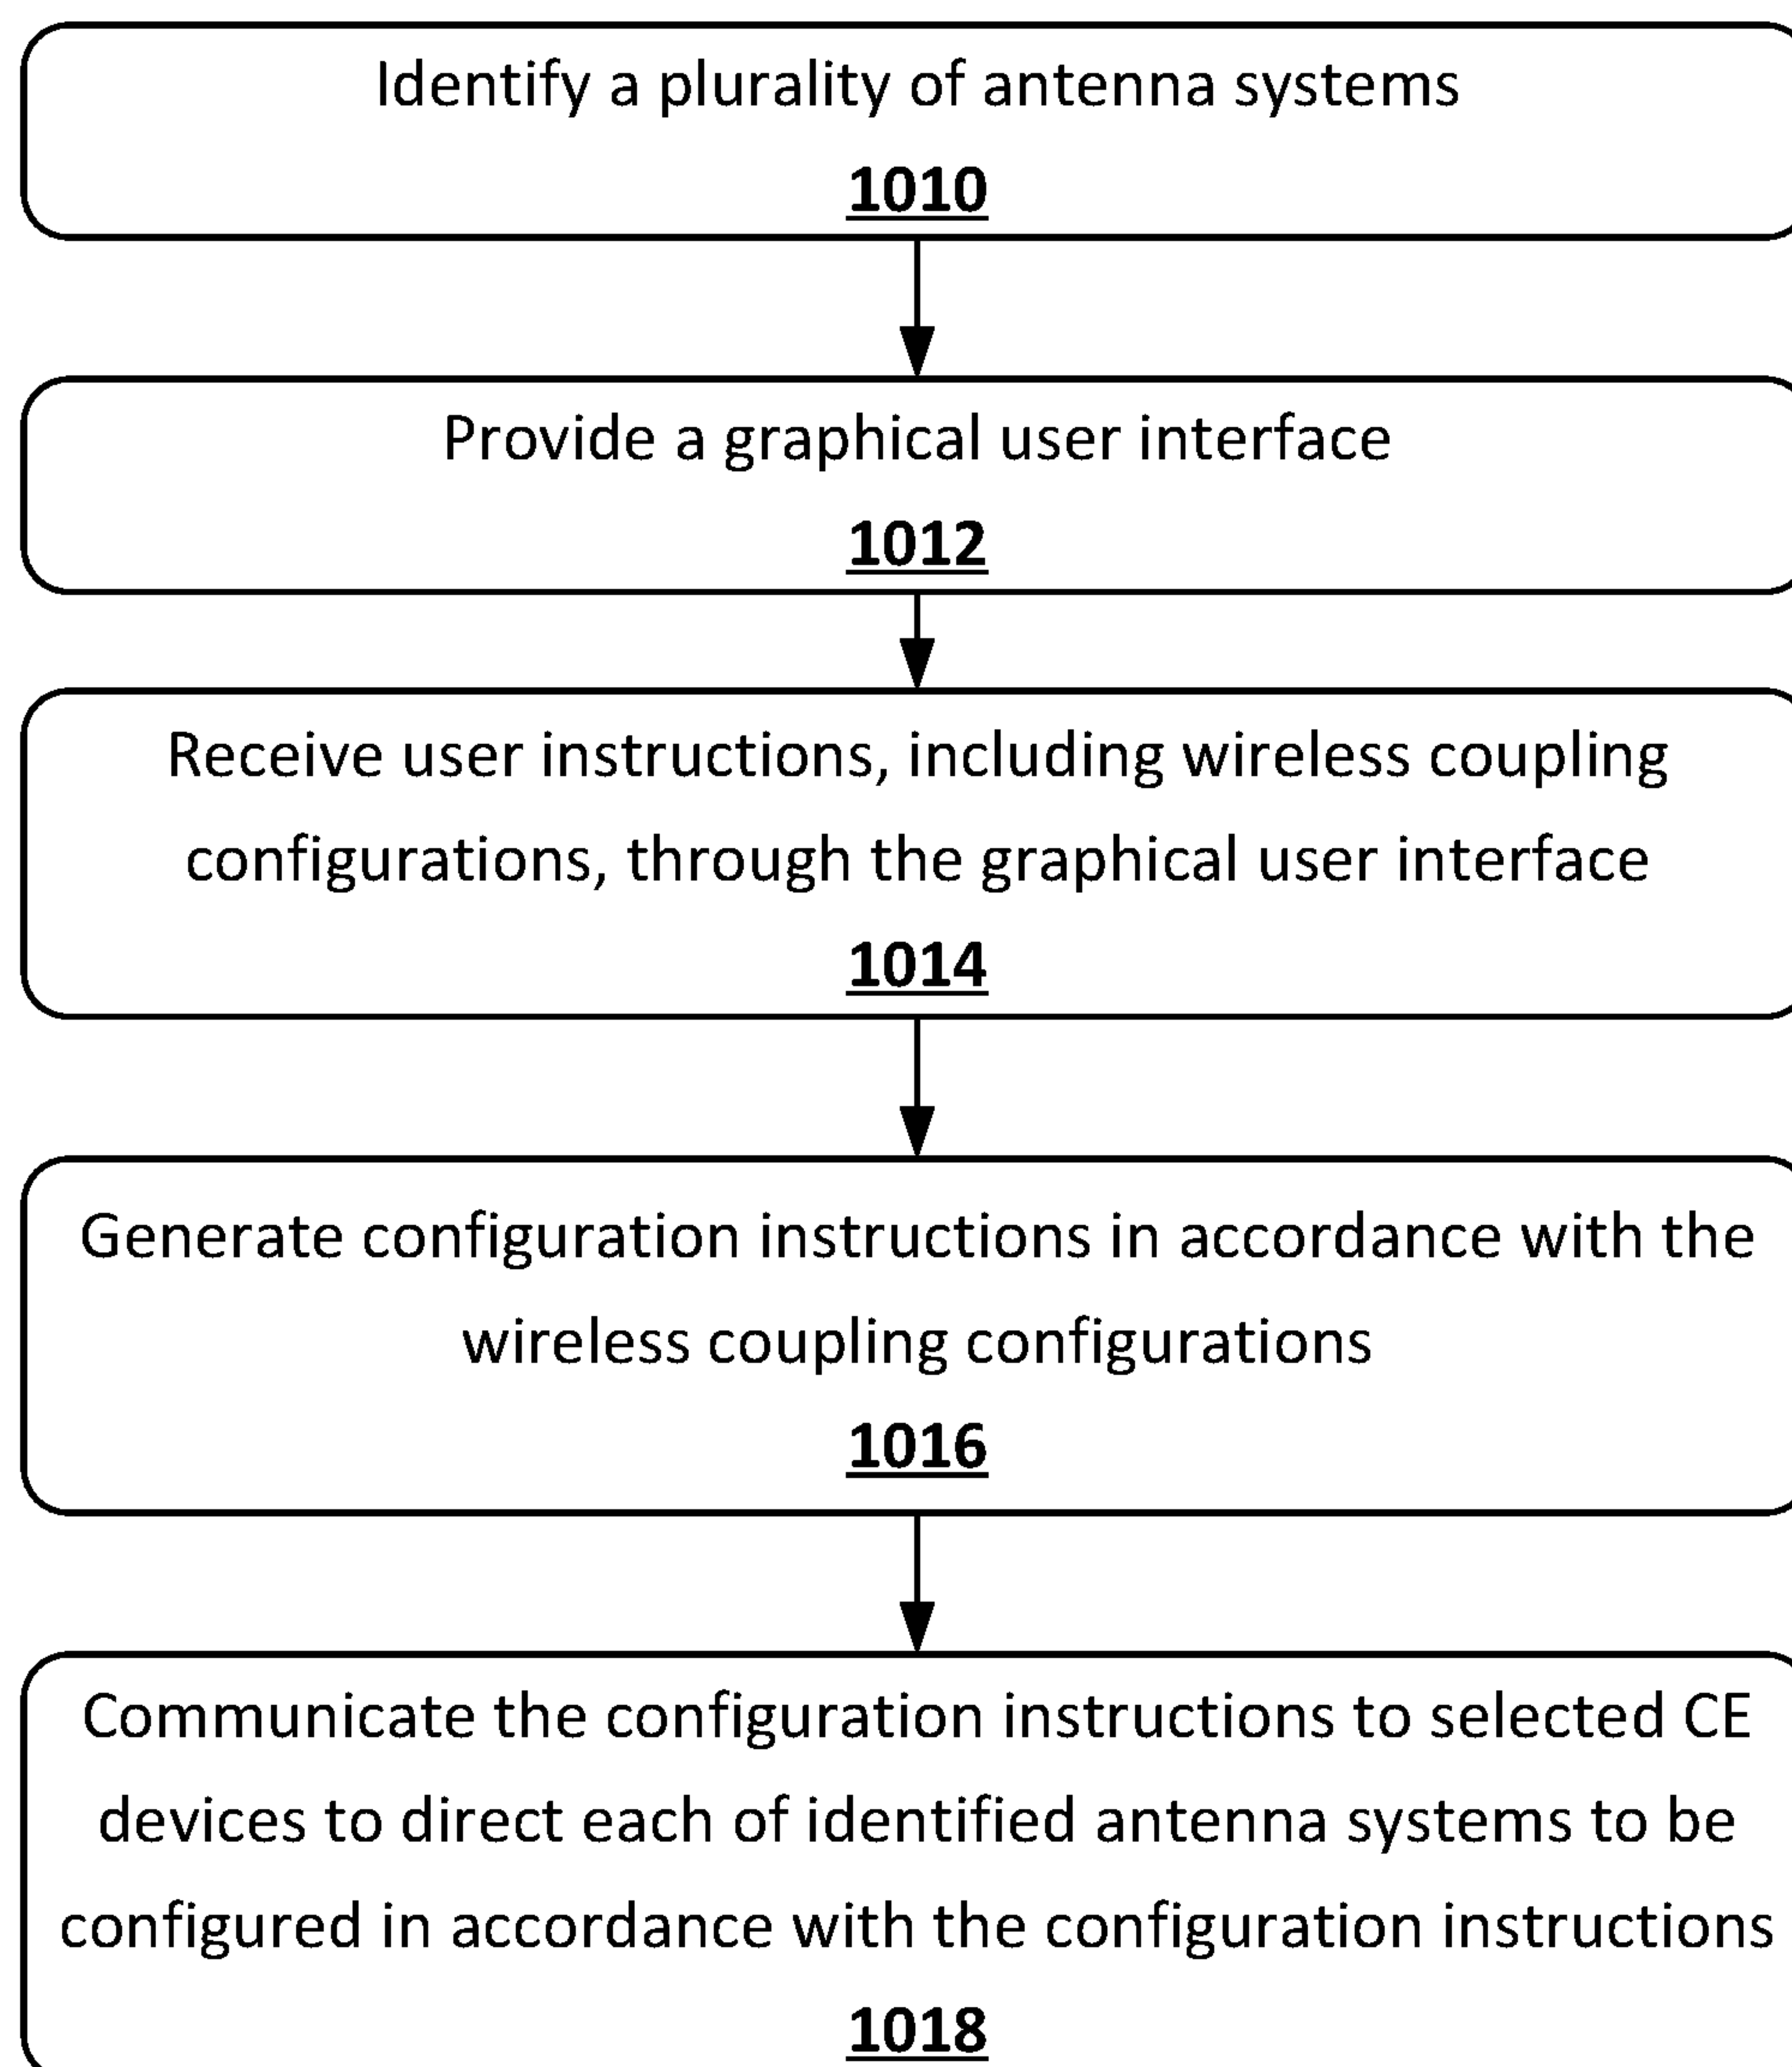 Identify a plurality of antenna systems
1010
Provide a graphical user interface
1012
Receive user instructions, including wireless coupling
configurations, through the graphical user interface
1014
Generate configuration instructions in accordance with the
wireless coupling configurations
1016
Communicate the configuration instructions to selected CE
devices to direct each of identified antenna systems to be
configured in accordance with the configuration instructions
1018